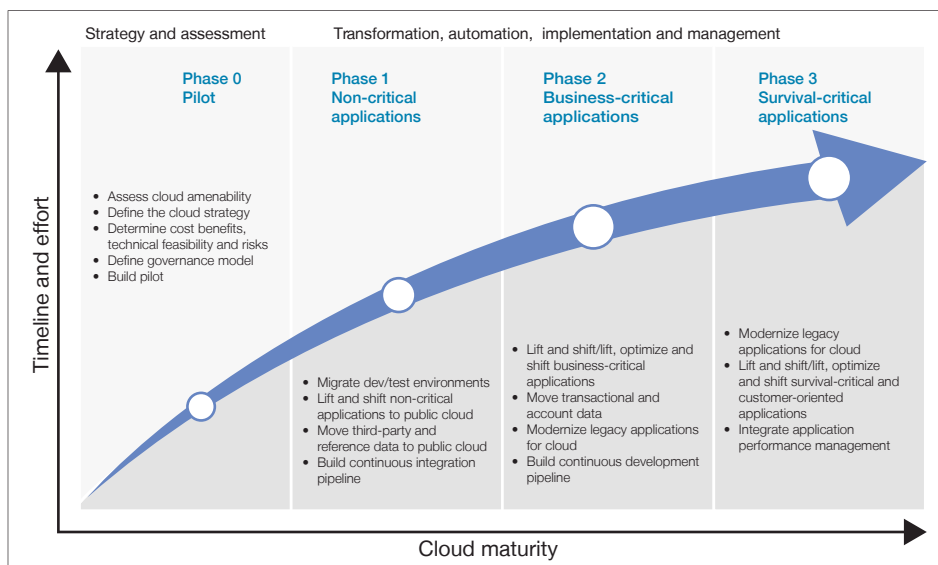 Strategy and assessment
Transformation, automation, implementation and management
Phase 0
Pilot
Phase 1
Non-critical
applications
Phase 2
Business-critical
applications
Phase 3
Survival-critical
applications
Timeline and effort
• Assess cloud amenability
• Define the cloud strategy
• Determine cost benefits,
technical feasibility and risks
• Define governance model
• Build pilot
• Migrate dev/test environments
• Lift and shift non-critical
applications to public cloud
• Move third-party and
reference data to public cloud
• Build continuous integration
pipeline
• Lift and shift/lift, optimize and
shift business-critical
applications
• Move transactional and
account data
• Modernize legacy applications
for cloud
• Build continuous development
pipeline
• Modernize legacy
applications for cloud
• Lift and shift/lift, optimize
and shift survival-critical and
customer-oriented
applications
• Integrate application
performance management
Cloud maturity